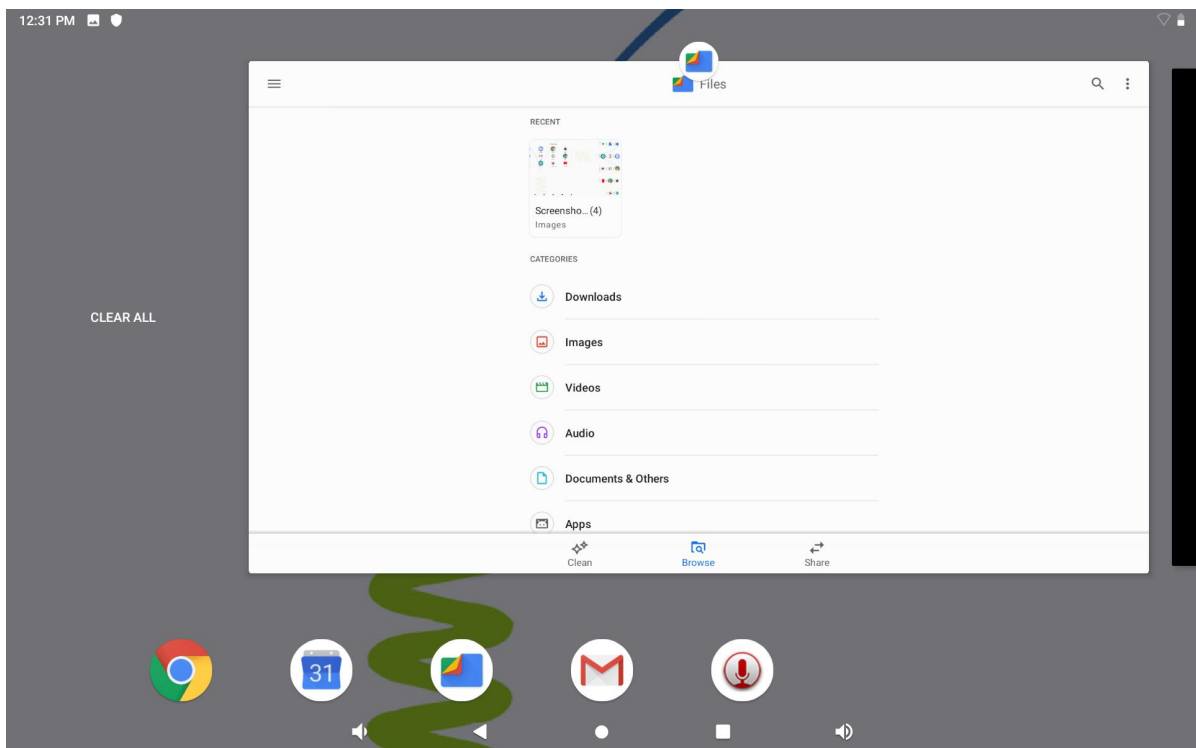 12:31 PM
Files
RECENT
Screensho... (4)
Images
CATEGORIES
Downloads
CLEAR ALL
Images
Videos
Audio
Documents & Others
Apps
Clean
Browse
Share
31